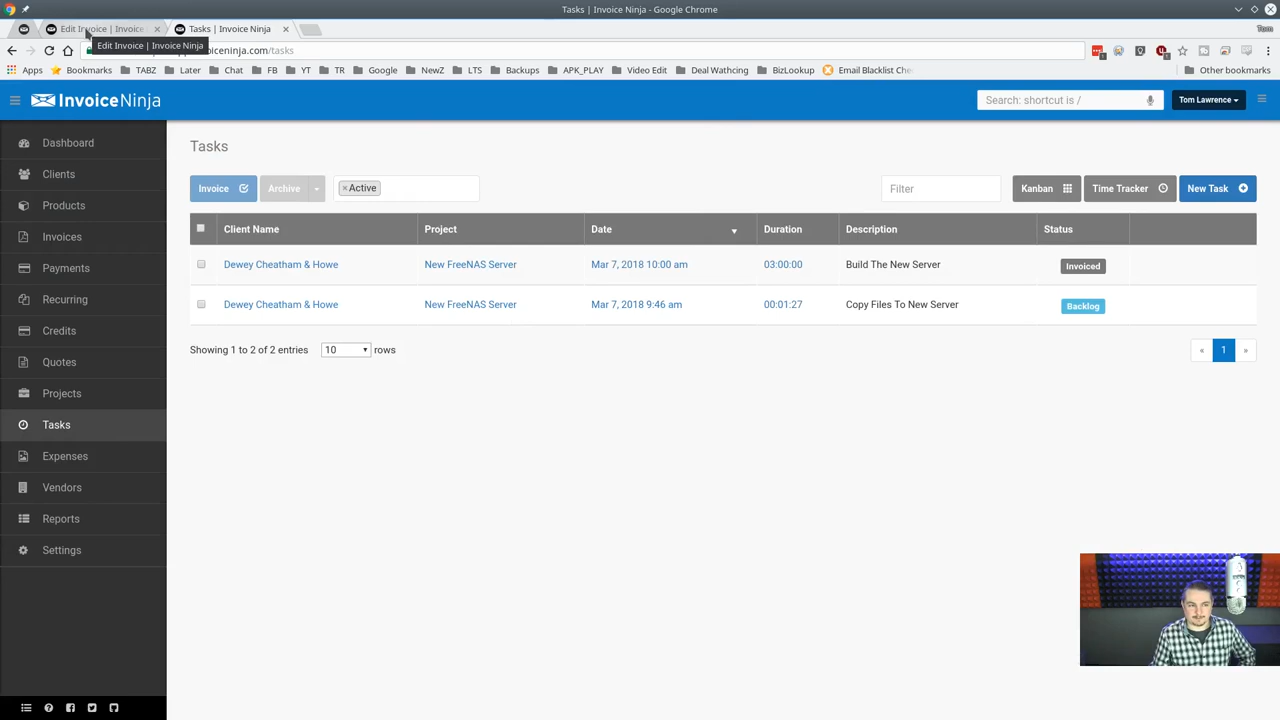 Tasks | Invoice Ninja - Google Chrome
Edit Invoice | Invoice
Tasks | Invoice Ninja
Tom
Edit Invoice | Invoice Ninja
oiceninja.com/tasks
Apps
Bookmarks
TABZ
Later
Chat
FB
YT
TR
Google
NewZ
LTS
Backups
APK_PLAY
Video Edit
Deal Wathcing
BizLookup
Email Blacklist Che
Other bookmarks
InvoiceNinja
Search: shortcut is /
Tom Lawrence
Dashboard
Clients
Products
Invoices
Payments
Recurring
Credits
Quotes
Projects
Tasks
Expenses
Vendors
Reports
Settings
Tasks
Invoice
Archive
×Active
Filter
Kanban
Time Tracker
New Task
Client Name Project Date Duration Description Status
Dewey Cheatham & Howe New FreeNAS Server Mar 7, 2018 10:00 am 03:00:00 Build The New Server Invoiced
Dewey Cheatham & Howe New FreeNAS Server Mar 7, 2018 9:46 am 00:01:27 Copy Files To New Server Backlog
Showing 1 to 2 of 2 entries 10 rows
« 1 »